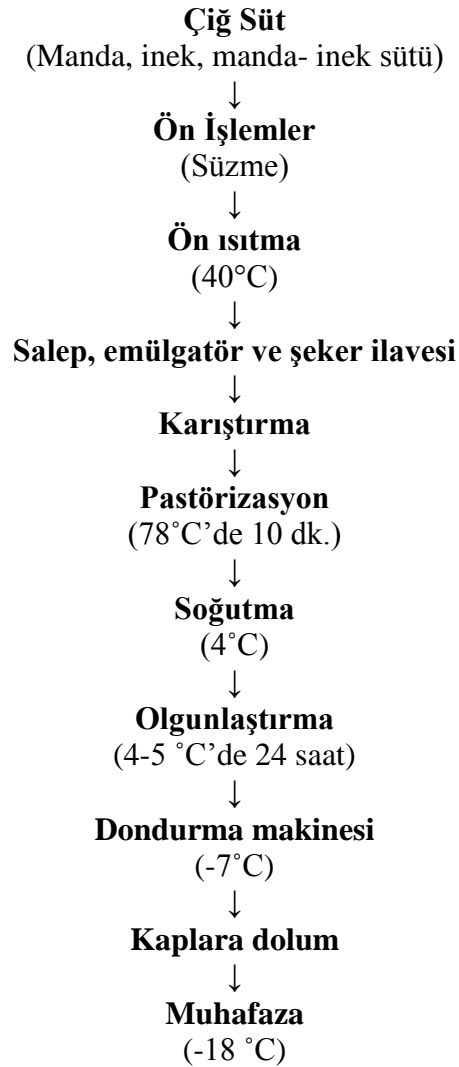 Çiğ Süt
(Manda, inek, manda- inek sütü)
↓
Ön İşlemler
(Süzme)
↓
Ön ısıtma
(40°C)
↓
Salep, emülgatör ve şeker ilavesi
↓
Karıştırma
↓
Pastörizasyon
(78˚C’de 10 dk.)
↓
Soğutma
(4˚C)
↓
Olgunlaştırma
(4-5 ˚C’de 24 saat)
↓
Dondurma makinesi
(-7˚C)
↓
Kaplara dolum
↓
Muhafaza
(-18 ˚C)